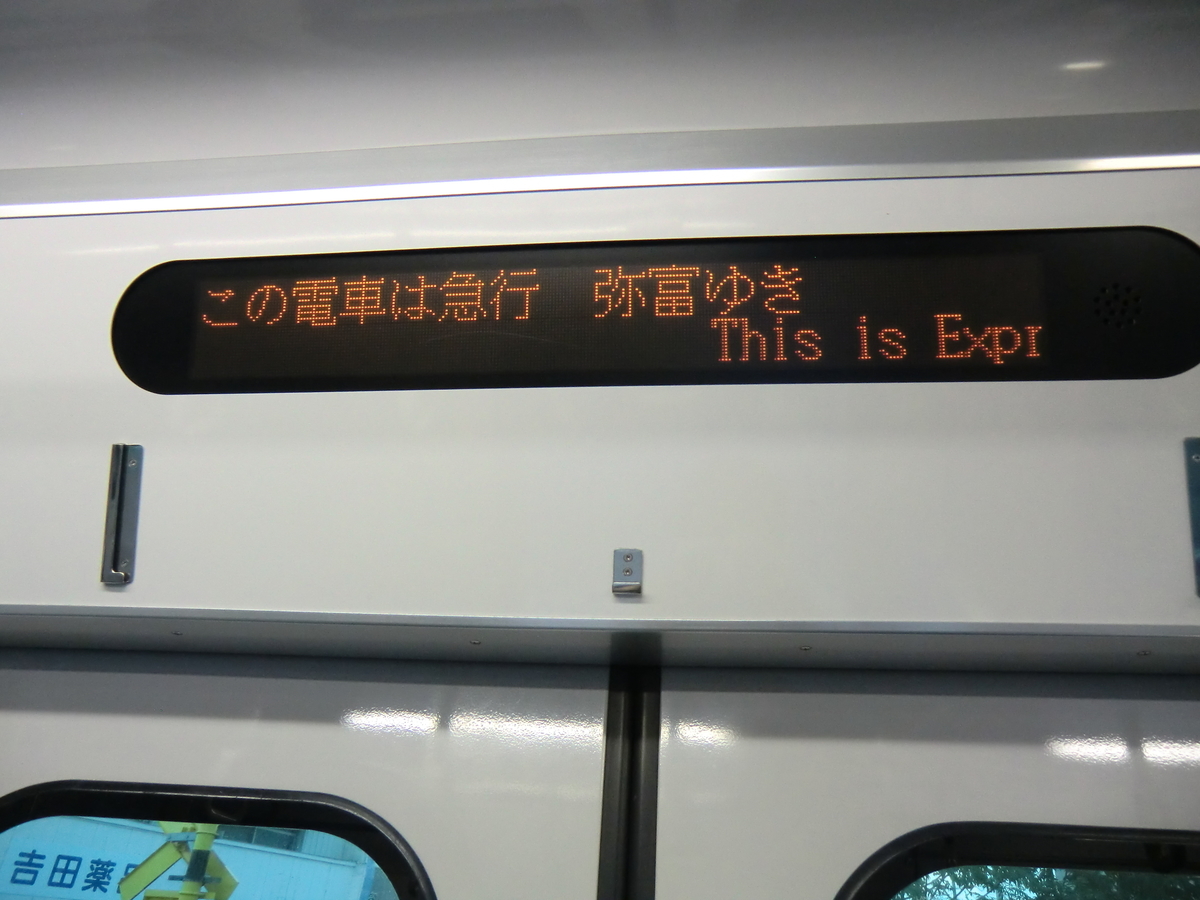 この電車は急行　弥富ゆき
This is Expr
吉田薬